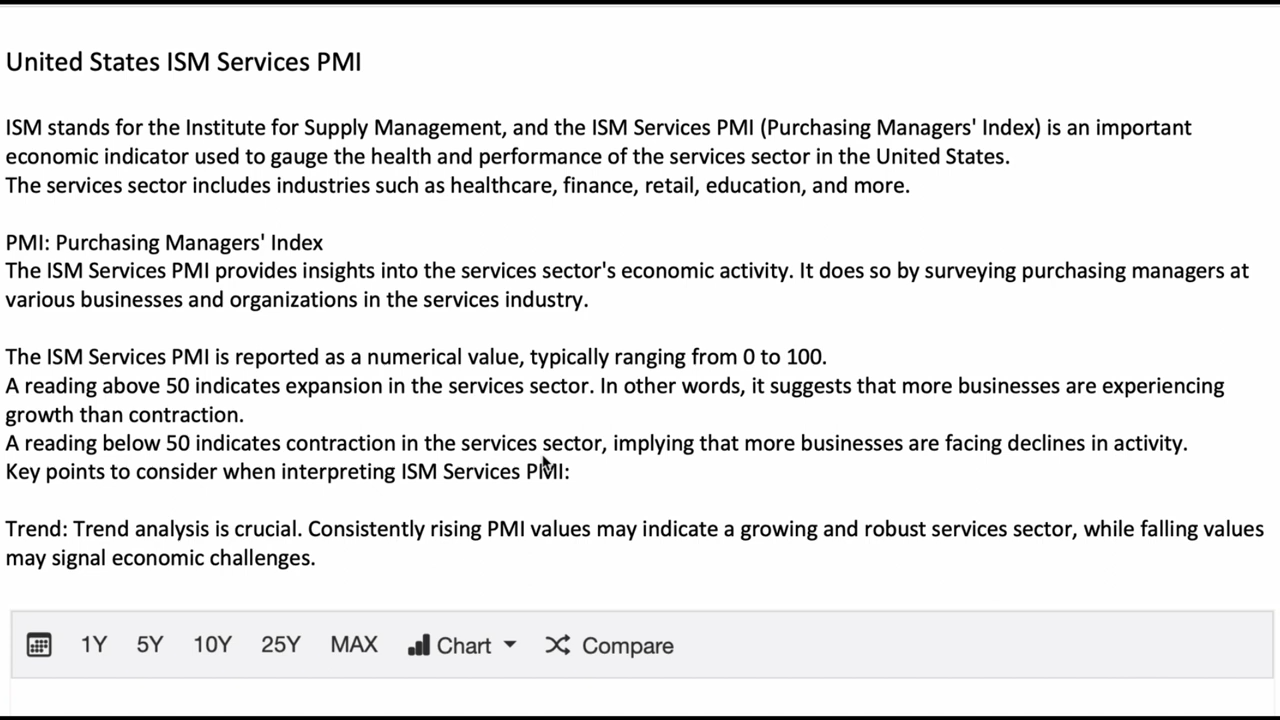 United States ISM Services PMI
ISM stands for the Institute for Supply Management, and the ISM Services PMI (Purchasing Managers' Index) is an important
economic indicator used to gauge the health and performance of the services sector in the United States.
The services sector includes industries such as healthcare, finance, retail, education, and more.
PMI: Purchasing Managers' Index
The ISM Services PMI provides insights into the services sector's economic activity. It does so by surveying purchasing managers at
various businesses and organizations in the services industry.
The ISM Services PMI is reported as a numerical value, typically ranging from 0 to 100.
A reading above 50 indicates expansion in the services sector. In other words, it suggests that more businesses are experiencing
growth than contraction.
A reading below 50 indicates contraction in the services sector, implying that more businesses are facing declines in activity.
Key points to consider when interpreting ISM Services PMI:
Trend: Trend analysis is crucial. Consistently rising PMI values may indicate a growing and robust services sector, while falling values
may signal economic challenges.
1Y 5Y 10Y 25Y MAX Chart Compare